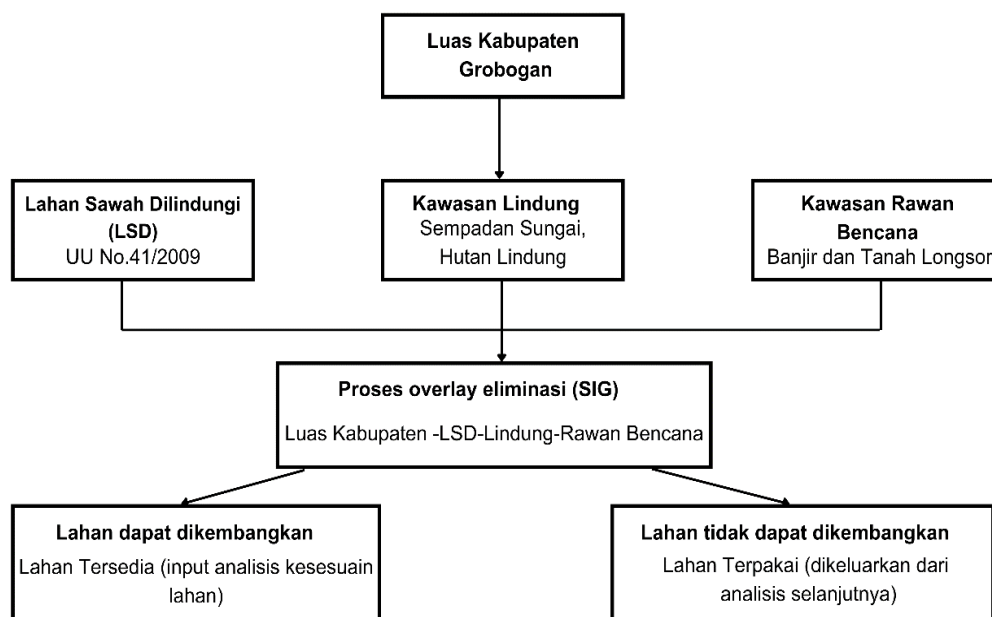 Luas Kabupaten
Grobogan
Lahan Sawah Dilindungi
(LSD)
UU No.41/2009
Kawasan Lindung
Sempadan Sungai,
Hutan Lindung
Kawasan Rawan
Bencana
Banjir dan Tanah Longsor
Proses overlay eliminasi (SIG)
Luas Kabupaten -LSD-Lindung-Rawan Bencana
Lahan dapat dikembangkan
Lahan Tersedia (input analisis kesesuain
lahan)
Lahan tidak dapat dikembangkan
Lahan Terpakai (dikeluarkan dari
analisis selanjutnya)